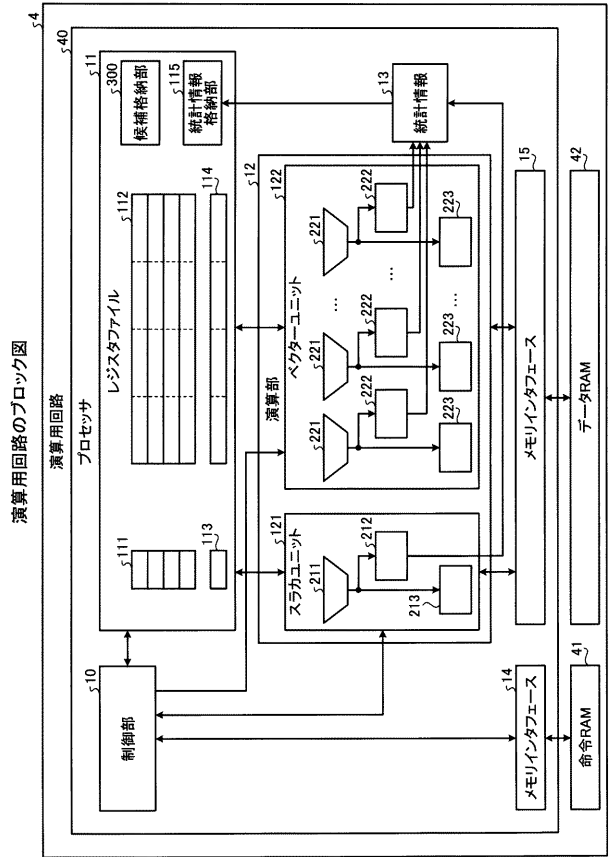 演算用回路のブロック図
4
演算用回路
40
プロセッサ
10
制御部
11
レジスタファイル
111
112
113
114
300
候補格納部
115
統計情報
格納部
12
演算部
121
スラカユニット
211
212
213
122
ベクターユニット
221
222
223
221
222
223
…
…
…
221
222
223
13
統計情報
14
メモリインタフェース
15
メモリインタフェース
41
命令RAM
42
データRAM